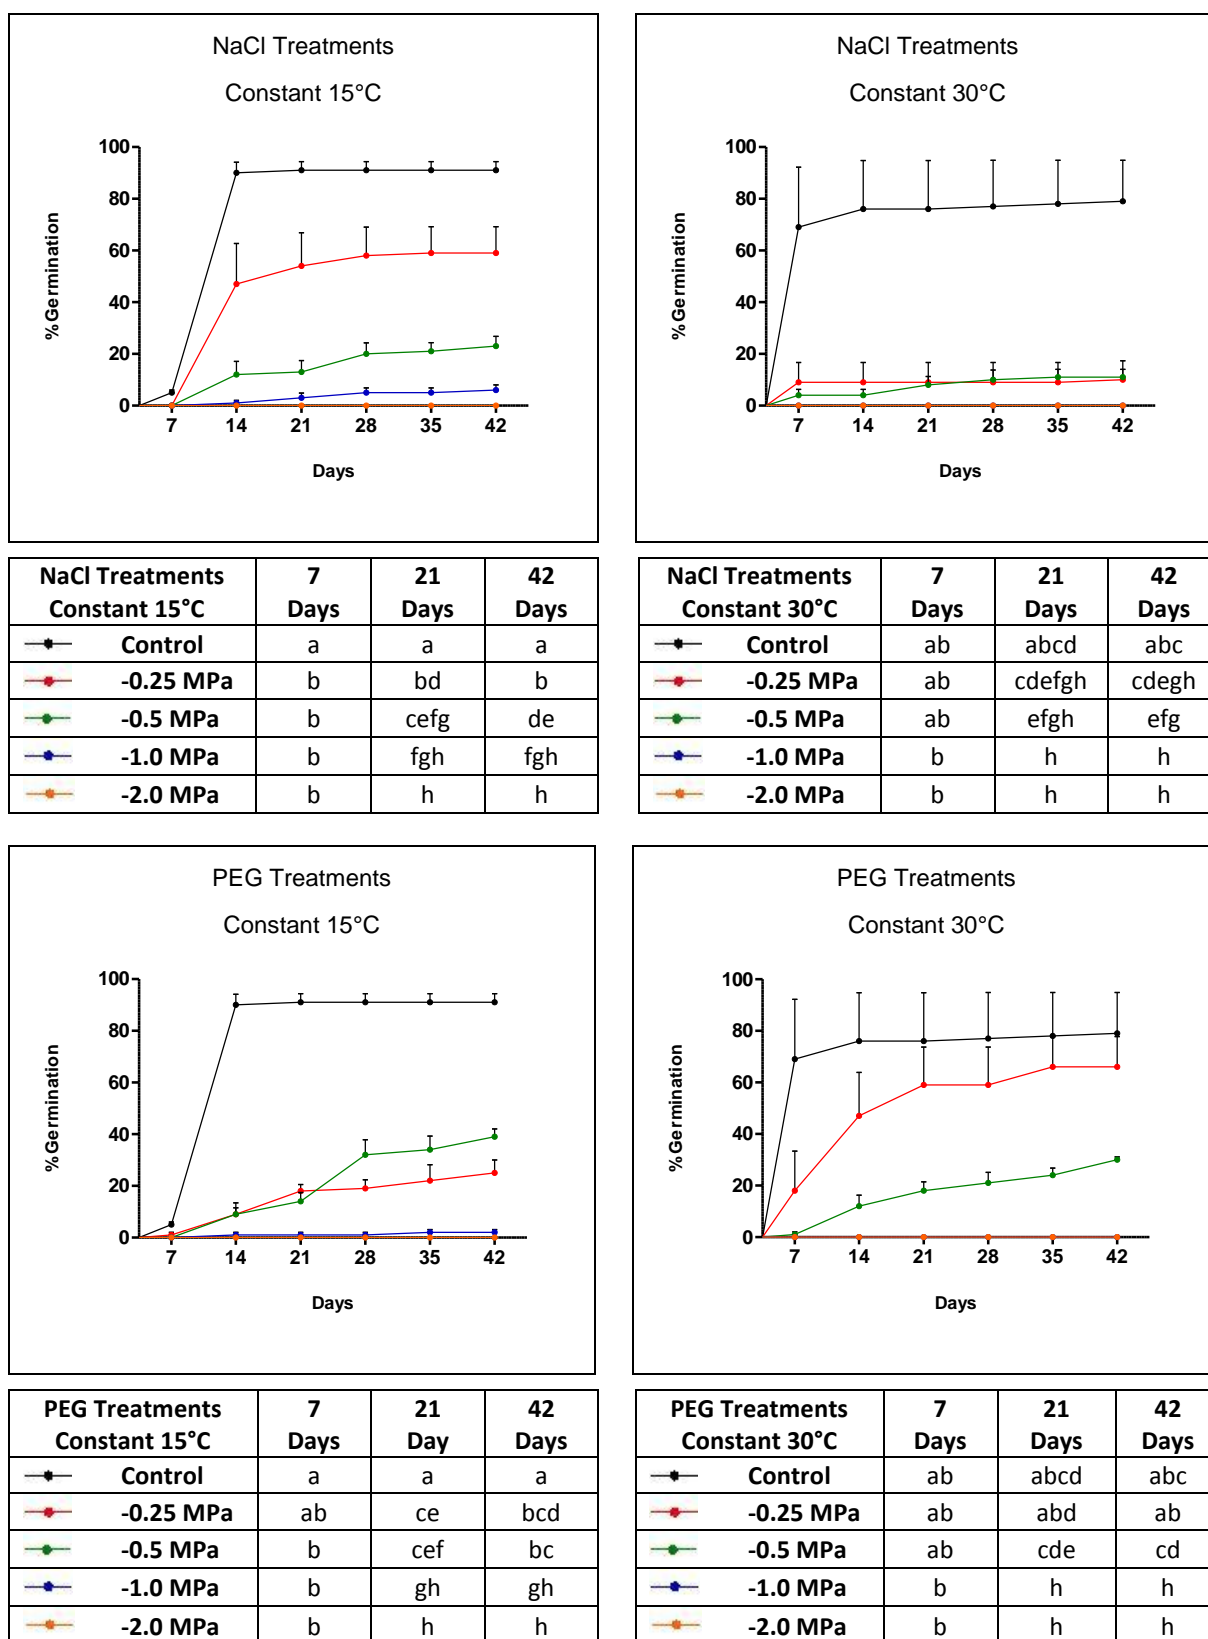 NaCl Treatments
Constant 15°C
100
80
60
40
20
0
%Germination
7 14 21 28 35 42
Days
NaCl Treatments
Constant 30°C
100
80
60
40
20
0
%Germination
7 14 21 28 35 42
Days
NaCl Treatments 7 21 42
Constant 15°C Days Days Days
Control a a a
-0.25 MPa b bd b
-0.5 MPa b cefg de
-1.0 MPa b fgh fgh
-2.0 MPa b h h
NaCl Treatments 7 21 42
Constant 30°C Days Days Days
Control ab abcd abc
-0.25 MPa ab cdefgh cdegh
-0.5 MPa ab efgh efg
-1.0 MPa b h h
-2.0 MPa b h h
PEG Treatments
Constant 15°C
100
80
60
40
20
0
%Germination
7 14 21 28 35 42
Days
PEG Treatments
Constant 30°C
100
80
60
40
20
0
%Germination
7 14 21 28 35 42
Days
PEG Treatments 7 21 42
Constant 15°C Days Day Days
Control a a a
-0.25 MPa ab ce bcd
-0.5 MPa b cef bc
-1.0 MPa b gh gh
-2.0 MPa b h h
PEG Treatments 7 21 42
Constant 30°C Days Days Days
Control ab abcd abc
-0.25 MPa ab abd ab
-0.5 MPa ab cde cd
-1.0 MPa b h h
-2.0 MPa b h h